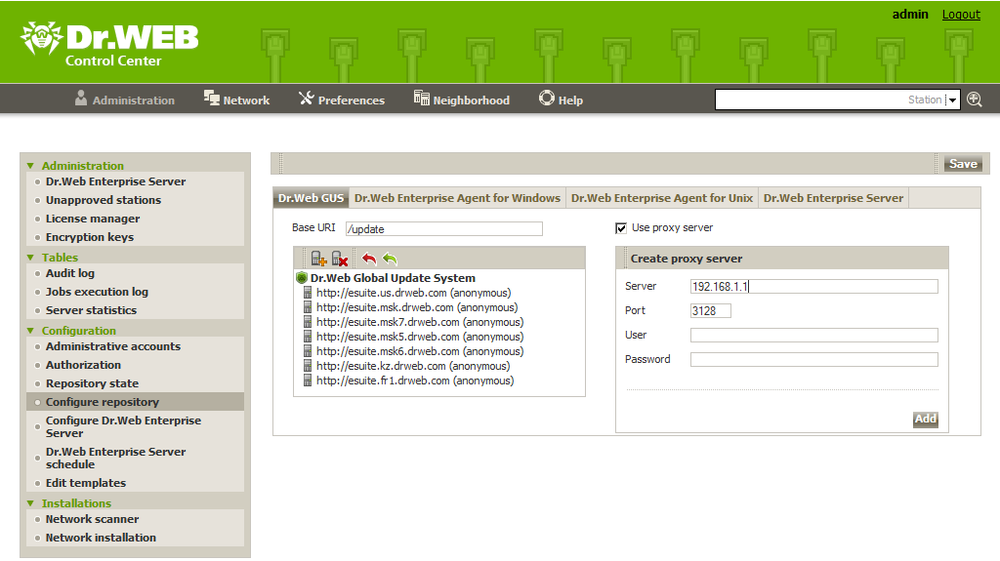 admin Logout
Dr.WEB
Control Center
Administration Network Preferences Neighborhood Help Station
Administration
Dr.Web Enterprise Server
Unapproved stations
License manager
Encryption keys
Tables
Audit log
Jobs execution log
Server statistics
Configuration
Administrative accounts
Authorization
Repository state
Configure repository
Configure Dr.Web Enterprise
Server
Dr.Web Enterprise Server
schedule
Edit templates
Installations
Network scanner
Network installation
Save
Dr.Web GUS Dr.Web Enterprise Agent for Windows Dr.Web Enterprise Agent for Unix Dr.Web Enterprise Server
Base URI /update
Dr.Web Global Update System
http://esuite.us.drweb.com (anonymous)
http://esuite.msk.drweb.com (anonymous)
http://esuite.msk7.drweb.com (anonymous)
http://esuite.msk5.drweb.com (anonymous)
http://esuite.msk6.drweb.com (anonymous)
http://esuite.kz.drweb.com (anonymous)
http://esuite.fr1.drweb.com (anonymous)
Use proxy server
Create proxy server
Server 192.168.1.1
Port 3128
User
Password
Add